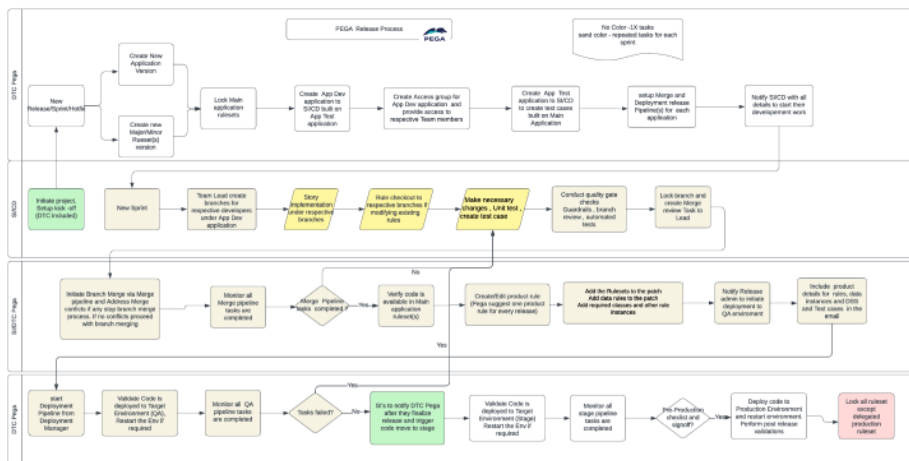 PEGA Release Process
PEGA
No Color -1X tasks
sand color - repeated tasks for each
sprint
DTC Pega
New
Release/Sprint/Hotfix
Create New
Application
Version
Create new
Major/Minor
Ruleset(s)
version
Lock Main
application
rulesets
Create App Dev
application to
SI/CD built on
App Test
application
Create Access group for
App Dev application and
provide access to
respective Team members
Create App Test
application to SI/CD
to create test cases
built on Main
Application
setup Merge and
Deployment release
Pipeline(s) for each
application
Notify SI/CD with all
details to start their
developement work
SI/CD
Initiate project,
Setup kick -off
(DTC Included)
New Sprint
Team Lead create
branches for
respective developers
under App Dev
application
Story
implementation
under respective
branches
Rule checkout to
respective branches if
modifying existing
rules
Make necessary
changes , Unit test ,
create test case
Conduct quality gate
checks
Guardrails , branch
review , automated
tests
Lock branch and
create Merge
review Task to
Lead
SI/DTC Pega
Initiate Branch Merge via Merge
pipeline and Address Merge
conflicts if any stop branch merge
process. If no conflicts proceed
with branch merging
Monitor all
Merge pipeline
tasks are
completed
Merge Pipeline
tasks completed ?
No
Yes
Verify code is
available in Main
application
ruleset(s)
Create/Edit product rule
(Pega suggest one product
rule for every release)
Add the Rulesets to the patch
Add data rules to the patch
Add required classes and other rule
instances
Notify Release
admin to initiate
deployment to
QA enviroment
Include product
details for rules, data
instances and DSS
and Test cases in the
email
Yes
DTC Pega
start
Deployment
Pipeline from
Deployment
Manager
Validate Code is
deployed to Target
Environment (QA),
Restart the Env if
required
Monitor all QA
pipeline tasks
are completed
Tasks failed?
Yes
No
SI's to notify DTC Pega
after they finalize
release and trigger
code move to stage
Validate Code is
deployed to Target
Environment (Stage)
Restart the Env if
required
Monitor all
stage pipeline
tasks are
completed
Pre-Production
checklist and
signoff?
Yes
Deploy code to
Production Environment
and restart environment.
Perform post release
validations
Lock all ruleset
except
delegated
production
ruleset